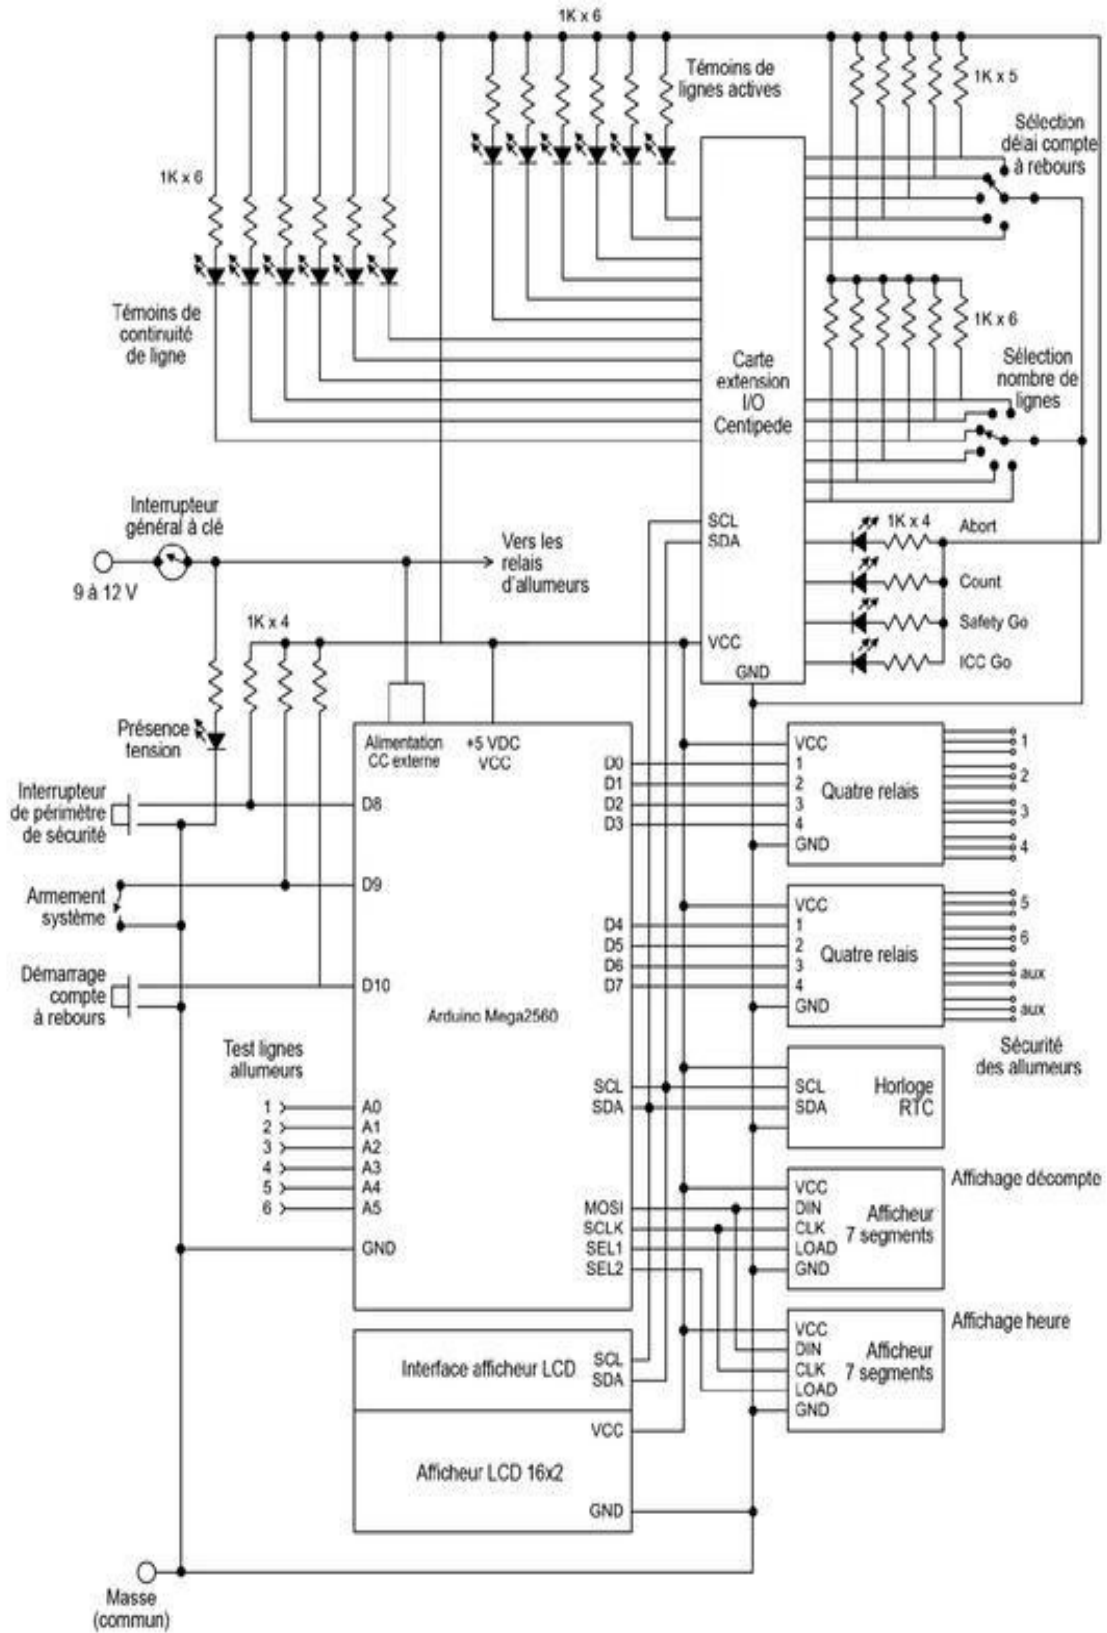 1K x 6
Témoins de
lignes actives
1K x 5
Sélection
délai compte
à rebours
1K x 6
Témoins de
continuité
de ligne
1K x 6
Sélection
nombre de
lignes
Carte
extension
I/O
Centipede
SCL
SDA
VCC
GND
1K x 4
Abort
Count
Safety Go
ICC Go
Interrupteur
général à clé
9 à 12 V
Vers les
relais
d'allumeurs
1K x 4
Présence
tension
Interrupteur
de périmètre
de sécurité
Armement
système
Démarrage
compte
à rebours
Test lignes
allumeurs
1
2
3
4
5
6
Alimentation
CC externe
+5 VDC
VCC
D8
D9
D10
A0
A1
A2
A3
A4
A5
GND
Arduino Mega2560
D0
D1
D2
D3
D4
D5
D6
D7
SCL
SDA
MOSI
SCLK
SEL1
SEL2
VCC
1
2
3
4
GND
Quatre relais
1
2
3
4
VCC
1
2
3
4
GND
Quatre relais
5
6
aux
aux
Sécurité
des allumeurs
SCL
SDA
Horloge
RTC
Affichage décompte
VCC
DIN
CLK
LOAD
GND
Afficheur
7 segments
Affichage heure
VCC
DIN
CLK
LOAD
GND
Afficheur
7 segments
Interface afficheur LCD
SCL
SDA
VCC
Afficheur LCD 16x2
GND
Masse
(commun)